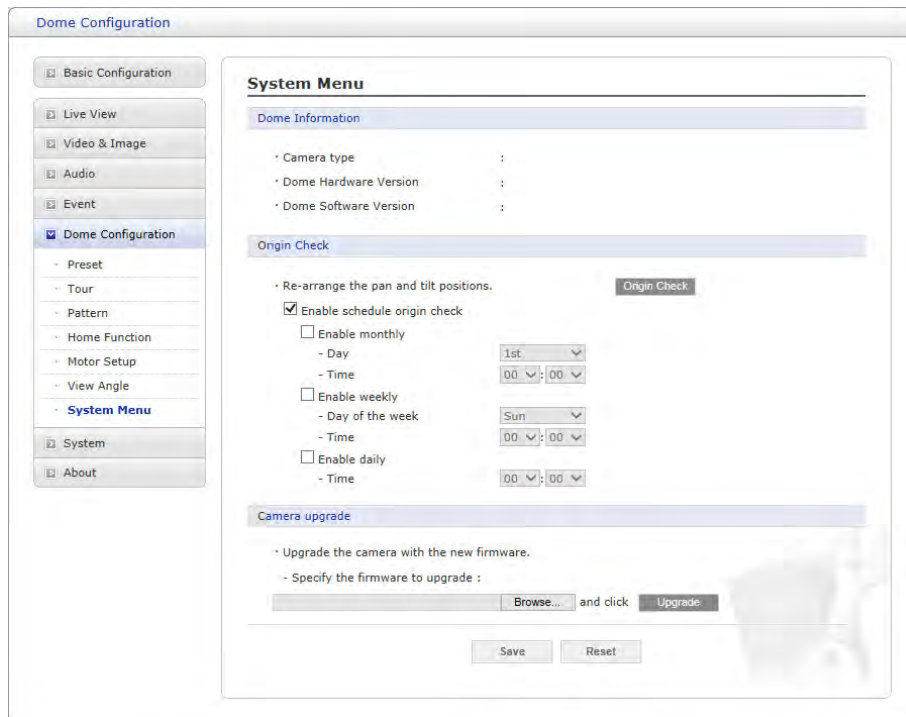 Dome Configuration
Basic Configuration
Live View
Video & Image
Audio
Event
Dome Configuration
· Preset
· Tour
· Pattern
· Home Function
· Motor Setup
· View Angle
· System Menu
System
About
System Menu
Dome Information
· Camera type :
· Dome Hardware Version :
· Dome Software Version :
Origin Check
· Re-arrange the pan and tilt positions. Origin Check
Enable schedule origin check
Enable monthly
- Day 1st
- Time 00 : 00
Enable weekly
- Day of the week Sun
- Time 00 : 00
Enable daily
- Time 00 : 00
Camera upgrade
· Upgrade the camera with the new firmware.
- Specify the firmware to upgrade :
Browse... and click Upgrade
Save Reset